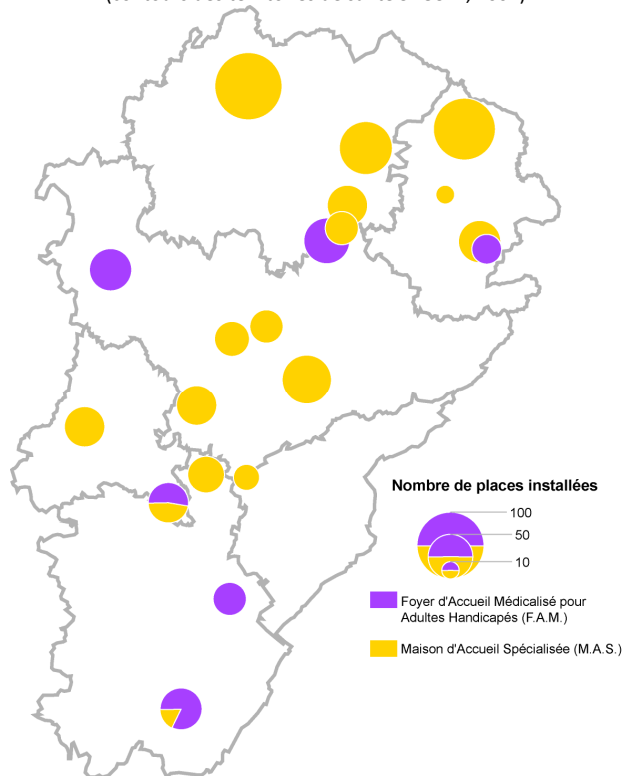 Nombre de places installées
100
50
10
Foyer d'Accueil Médicalisé pour
Adultes Handicapés (F.A.M.)
Maison d'Accueil Spécialisée (M.A.S.)